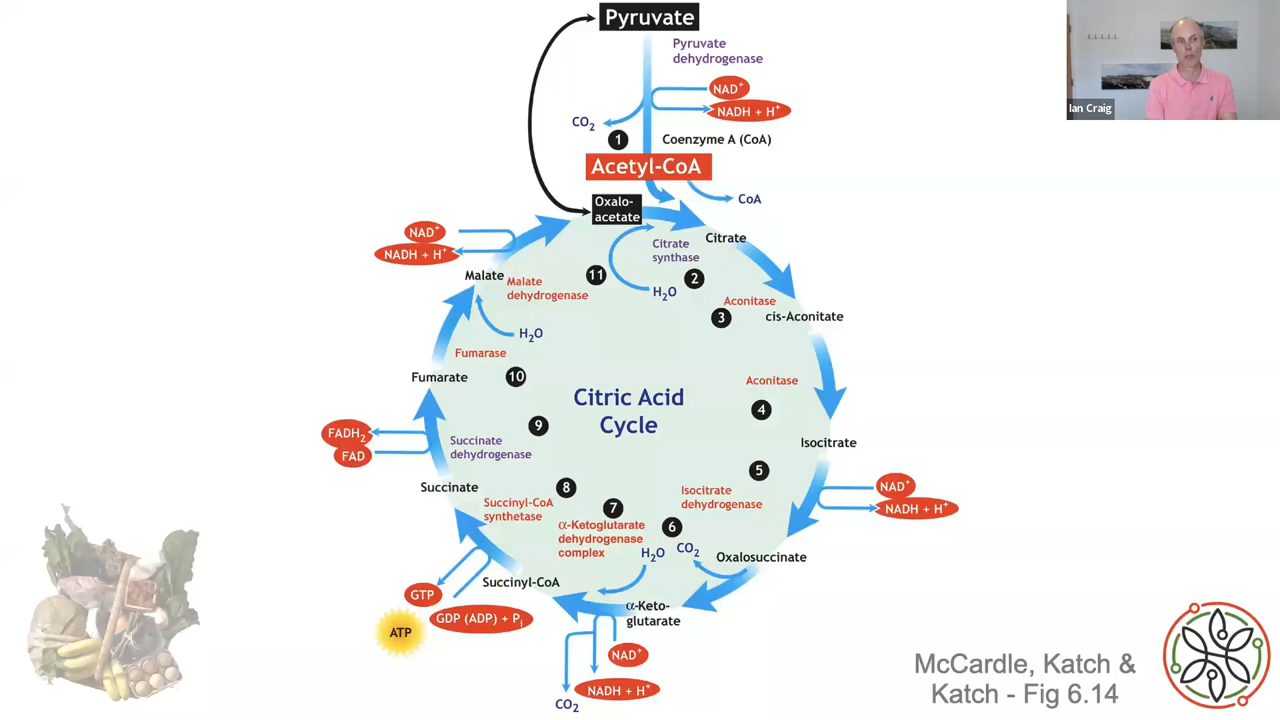 Pyruvate
Pyruvate
dehydrogenase
NAD+
NADH + H+
CO2
1
Coenzyme A (CoA)
Acetyl-CoA
CoA
Oxalo-
acetate
Citrate
Citrate
synthase
2
H2O
Aconitase
3
cis-Aconitate
Aconitase
4
Isocitrate
5
Isocitrate
dehydrogenase
NAD+
NADH + H+
Oxalosuccinate
6
CO2
H2O
α-Keto-
glutarate
7
α-Ketoglutarate
dehydrogenase
complex
NAD+
NADH + H+
CO2
Succinyl-CoA
8
Succinyl-CoA
synthetase
GTP
GDP (ADP) + Pi
ATP
Succinate
9
Succinate
dehydrogenase
FADH2
FAD
Fumarate
10
Fumarase
H2O
Malate
Malate
dehydrogenase
11
NAD+
NADH + H+
Citric Acid
Cycle
Ian Craig
McCardle, Katch &
Katch - Fig 6.14